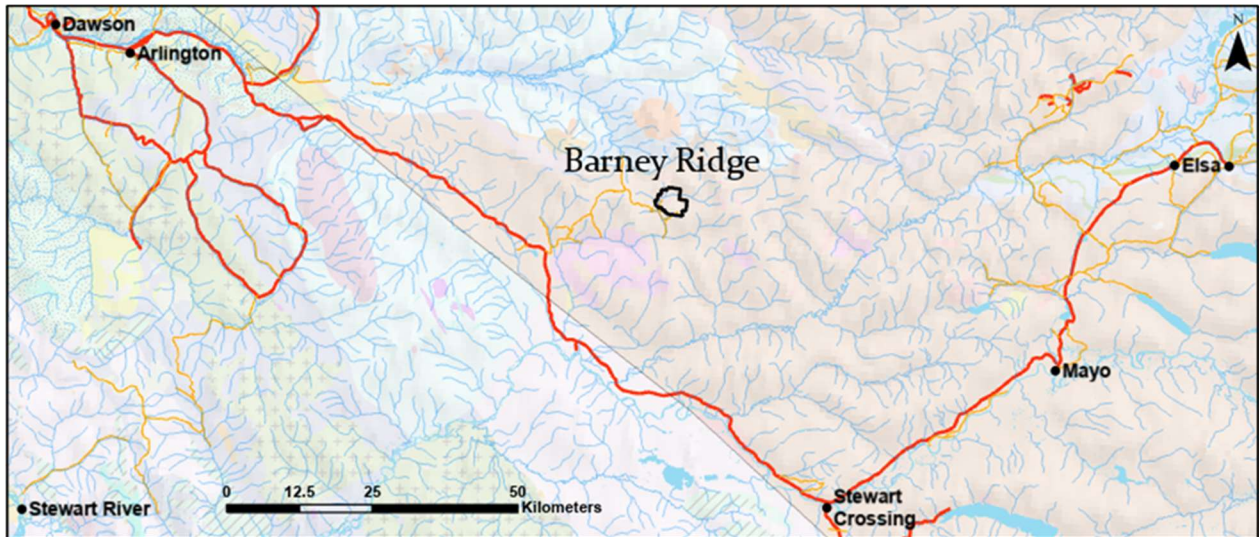 N
Dawson
Arlington
Barney Ridge
Elsa
Mayo
0 12.5 25 50
Kilometers
Stewart
Crossing
Stewart River